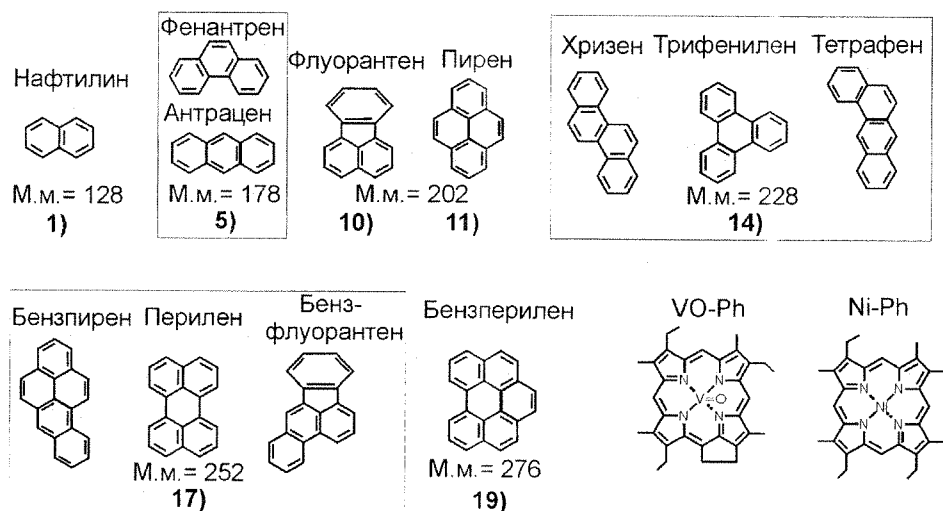 Фенантрен
Нафтилин
Антрацен
М.м.= 128
М.м.= 178
1)
5)
Флуорантен Пирен
М.м.= 202
10) 11)
Хризен Трифенилен Тетрафен
М.м.= 228
14)
Бензпирен Перилен Бенз-
флуорантен
М.м.= 252
17)
Бензперилен
М.м.= 276
19)
VO-Ph
N N
V=O
N N
Ni-Ph
N N
Ni
N N